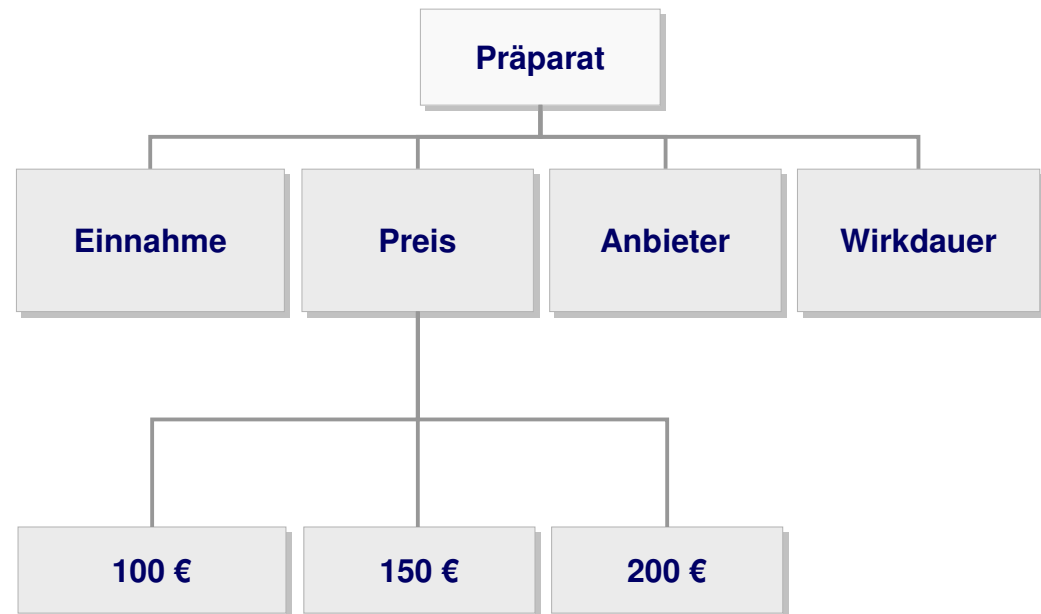 Präparat
Einnahme
Preis
Anbieter
Wirkdauer
100 €
150 €
200 €